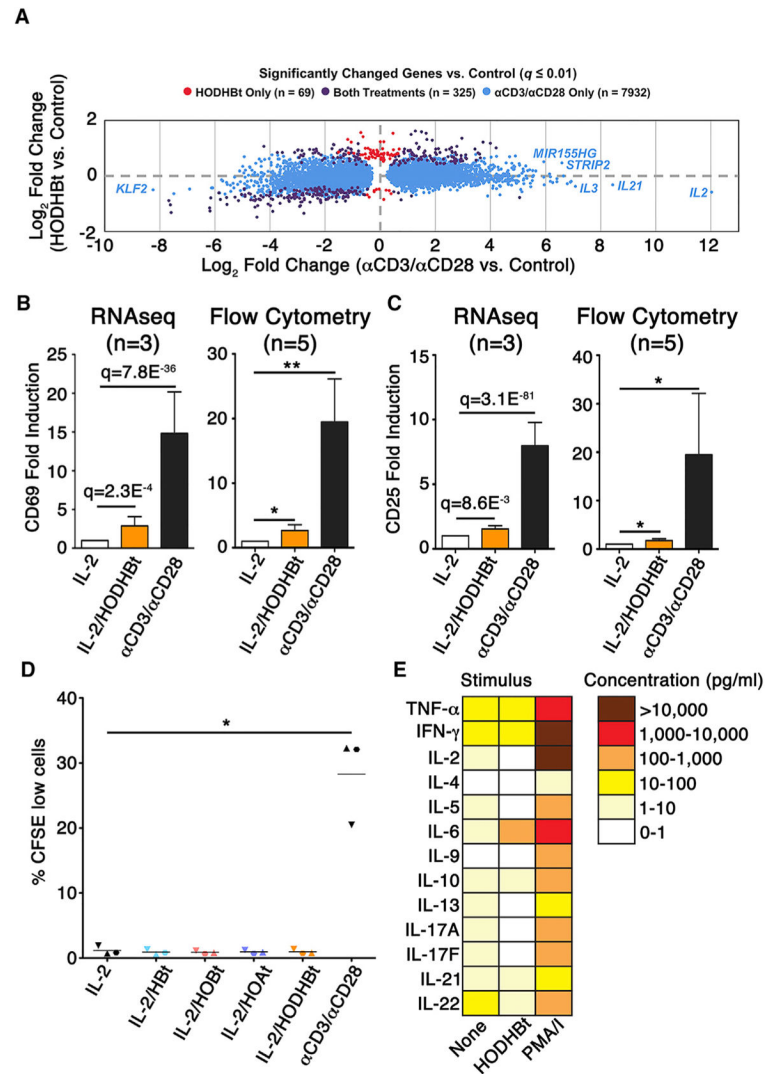 A
Significantly Changed Genes vs. Control (q ≤ 0.01)
HODHBt Only (n = 69) Both Treatments (n = 325) αCD3/αCD28 Only (n = 7932)
Log2 Fold Change
(HODHBt vs. Control)
2
0
-2
MIR155HG
STRIP2
KLF2
IL3
IL21
IL2
-10 -8 -6 -4 -2 0 2 4 6 8 10 12
Log2 Fold Change (αCD3/αCD28 vs. Control)
B
RNAseq
(n=3)
CD69 Fold Induction
25
20
15
10
5
0
q=7.8E-36
q=2.3E-4
IL-2
IL-2/HODHBt
αCD3/αCD28
Flow Cytometry
(n=5)
30
20
10
0
**
*
IL-2
IL-2/HODHBt
αCD3/αCD28
C
RNAseq
(n=3)
CD25 Fold Induction
15
10
5
0
q=3.1E-81
q=8.6E-3
IL-2
IL-2/HODHBt
αCD3/αCD28
Flow Cytometry
(n=5)
40
30
20
10
0
*
*
IL-2
IL-2/HODHBt
αCD3/αCD28
D
% CFSE low cells
40
30
20
10
0
*
IL-2
IL-2/HBt
IL-2/HOBt
IL-2/HOAt
IL-2/HODHBt
αCD3/αCD28
E
Stimulus
TNF-α
IFN-γ
IL-2
IL-4
IL-5
IL-6
IL-9
IL-10
IL-13
IL-17A
IL-17F
IL-21
IL-22
None
HODHBt
PMA/I
Concentration (pg/ml)
>10,000
1,000-10,000
100-1,000
10-100
1-10
0-1